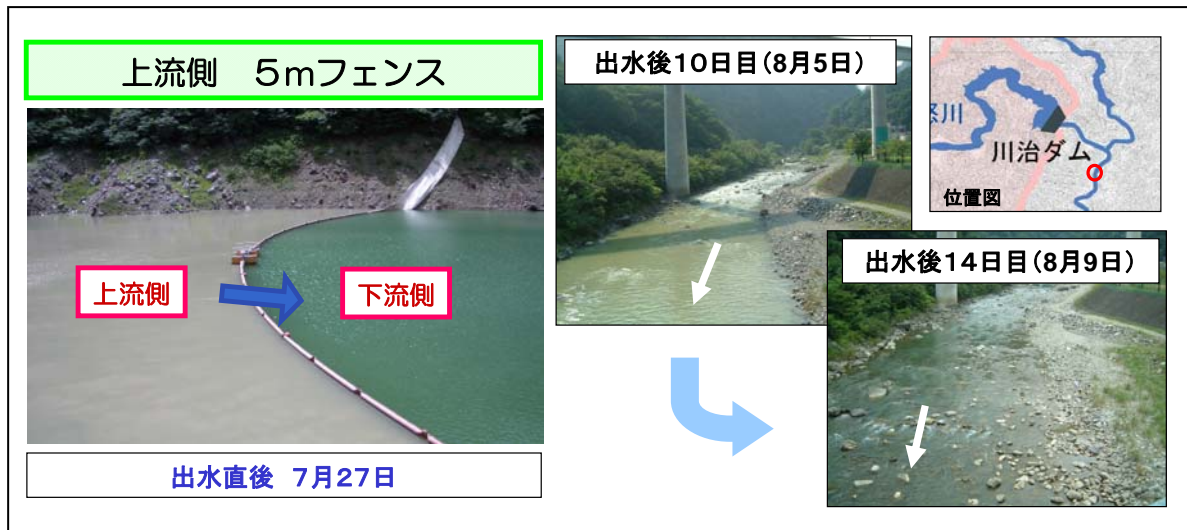 上流側　5mフェンス
上流側
下流側
出水直後　7月27日
出水後10日目(8月5日)
怒川
川治ダム
位置図
出水後14日目(8月9日)